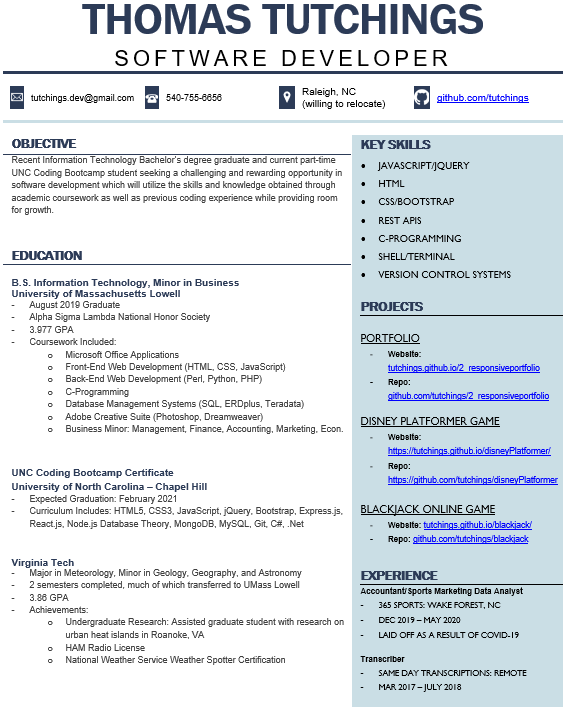 THOMAS TUTCHINGS
SOFTWARE DEVELOPER
tutchings.dev@gmail.com
540-755-6656
Raleigh, NC
(willing to relocate)
github.com/tutchings
OBJECTIVE
Recent Information Technology Bachelor's degree graduate and current part-time
UNC Coding Bootcamp student seeking a challenging and rewarding opportunity in
software development which will utilize the skills and knowledge obtained through
academic coursework as well as previous coding experience while providing room
for growth.
EDUCATION
B.S. Information Technology, Minor in Business
University of Massachusetts Lowell
- August 2019 Graduate
- Alpha Sigma Lambda National Honor Society
- 3.977 GPA
- Coursework Included:
o Microsoft Office Applications
o Front-End Web Development (HTML, CSS, JavaScript)
o Back-End Web Development (Perl, Python, PHP)
o C-Programming
o Database Management Systems (SQL, ERDplus, Teradata)
o Adobe Creative Suite (Photoshop, Dreamweaver)
o Business Minor: Management, Finance, Accounting, Marketing, Econ.
UNC Coding Bootcamp Certificate
University of North Carolina – Chapel Hill
- Expected Graduation: February 2021
- Curriculum Includes: HTML5, CSS3, JavaScript, jQuery, Bootstrap, Express.js,
React.js, Node.js Database Theory, MongoDB, MySQL, Git, C#, .Net
Virginia Tech
- Major in Meteorology, Minor in Geology, Geography, and Astronomy
- 2 semesters completed, much of which transferred to UMass Lowell
- 3.86 GPA
- Achievements:
o Undergraduate Research: Assisted graduate student with research on
urban heat islands in Roanoke, VA
o HAM Radio License
o National Weather Service Weather Spotter Certification
KEY SKILLS
• JAVASCRIPT/JQUERY
• HTML
• CSS/BOOTSTRAP
• REST APIS
• C-PROGRAMMING
• SHELL/TERMINAL
• VERSION CONTROL SYSTEMS
PROJECTS
PORTFOLIO
- Website:
tutchings.github.io/2_responsiveportfolio
- Repo:
github.com/tutchings/2_responsiveportfolio
DISNEY PLATFORMER GAME
- Website:
https://tutchings.github.io/disneyPlatformer/
- Repo:
https://github.com/tutchings/disneyPlatformer
BLACKJACK ONLINE GAME
- Website: tutchings.github.io/blackjack/
- Repo: github.com/tutchings/blackjack
EXPERIENCE
Accountant/Sports Marketing Data Analyst
- 365 SPORTS: WAKE FOREST, NC
- DEC 2019 – MAY 2020
- LAID OFF AS A RESULT OF COVID-19
Transcriber
- SAME DAY TRANSCRIPTIONS: REMOTE
- MAR 2017 – JULY 2018